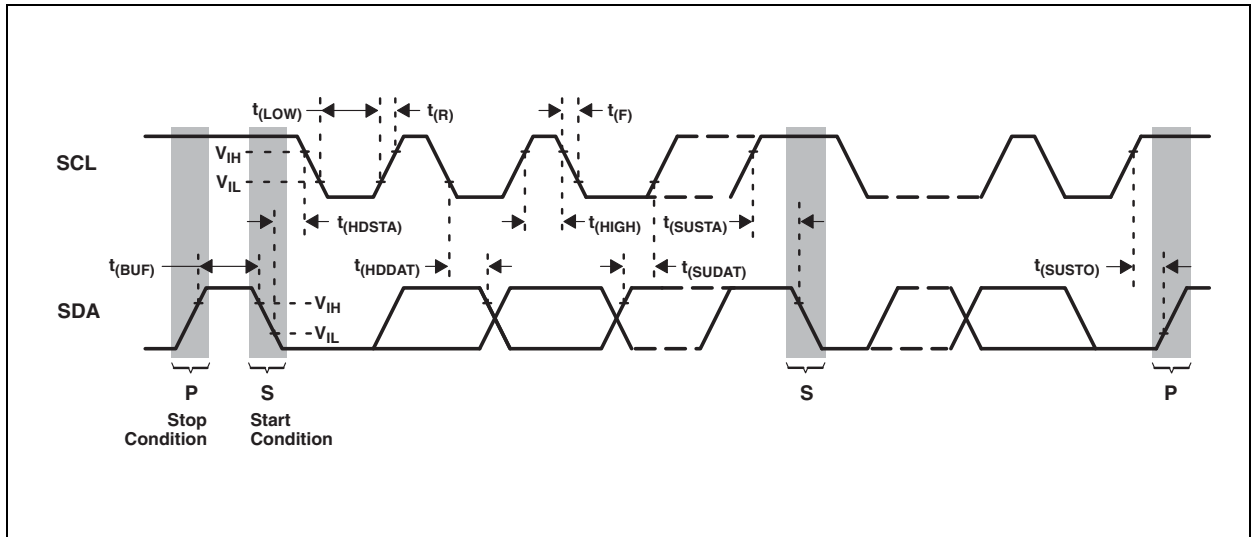 t(LOW)
t(R)
t(F)
SCL
VIH
VIL
t(HDSTA)
t(HIGH)
t(SUSTA)
t(BUF)
t(HDDAT)
t(SUDAT)
t(SUSTO)
SDA
VIH
VIL
P
S
S
P
Stop
Condition
Start
Condition